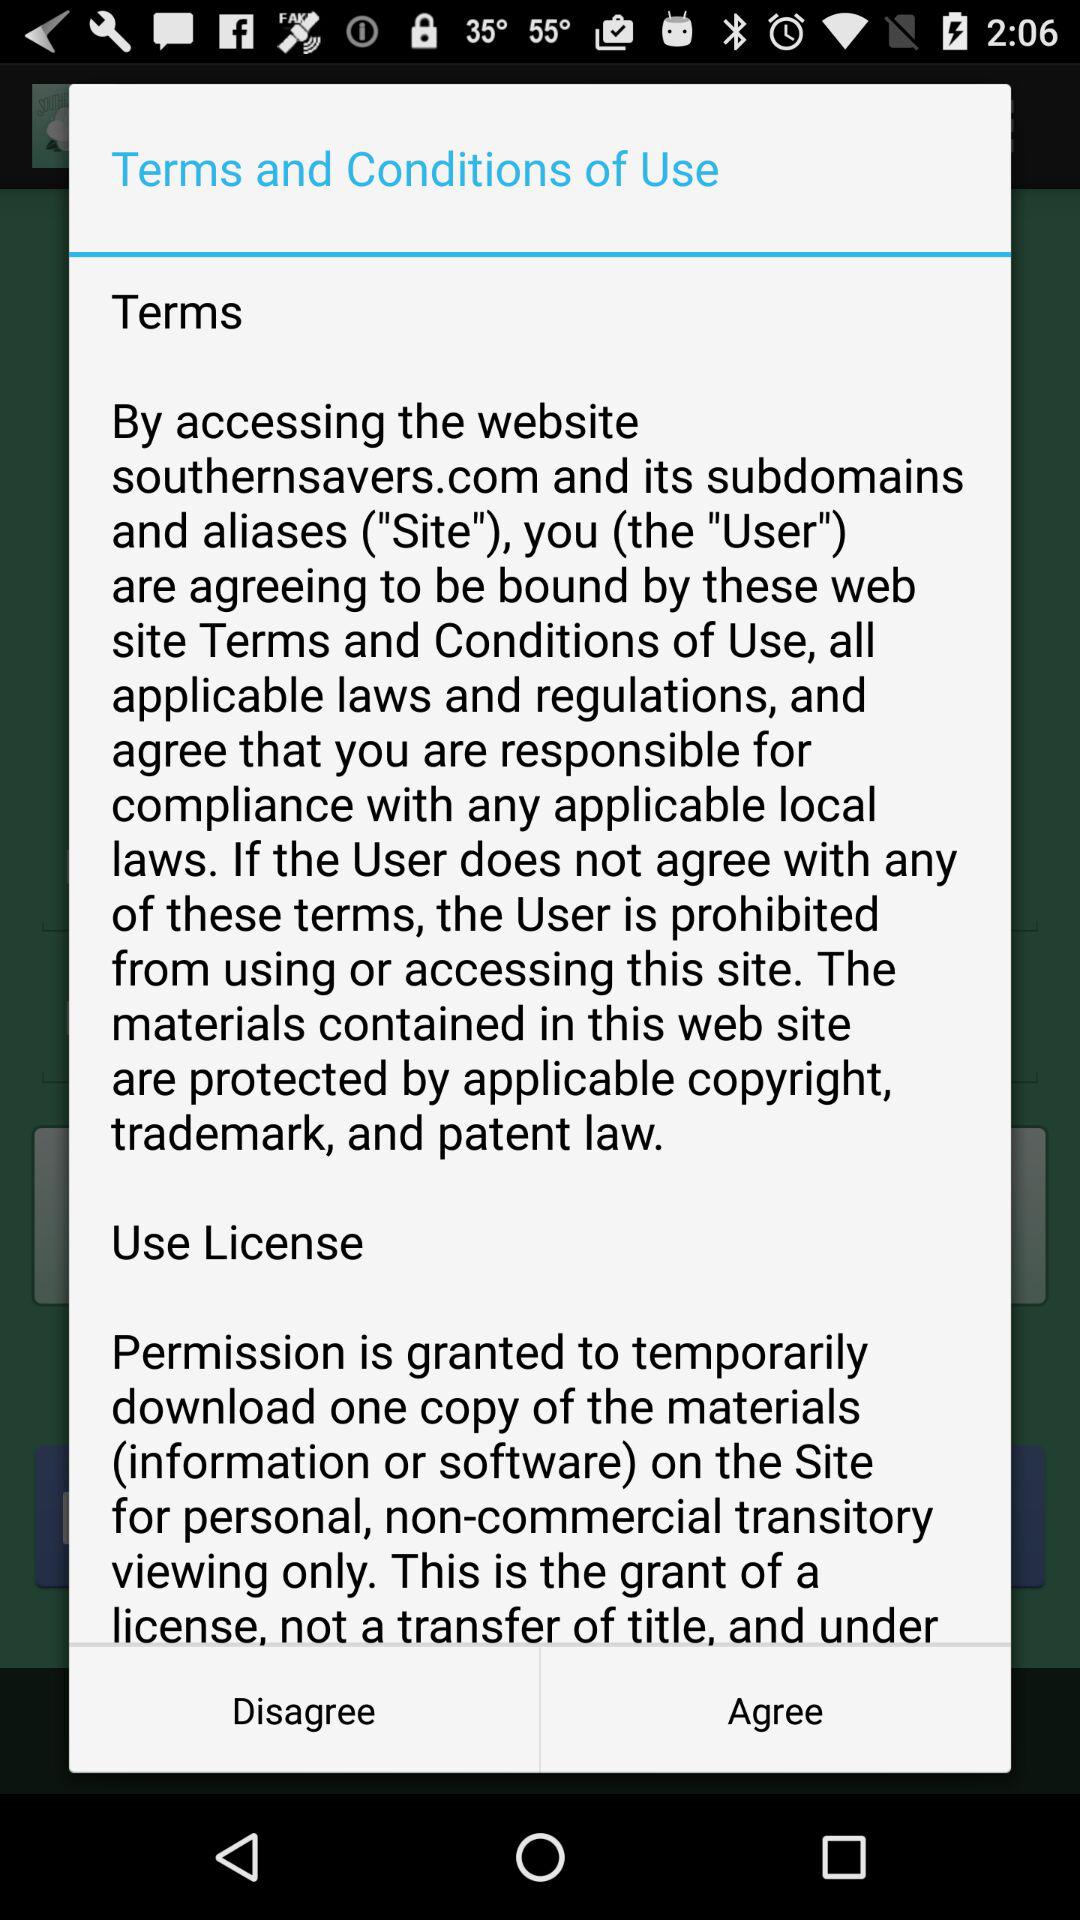 FAKE
35° 55° 2:06
Terms and Conditions of Use
Terms
By accessing the website
southernsavers.com and its subdomains
and aliases ("Site"), you (the "User")
are agreeing to be bound by these web
site Terms and Conditions of Use, all
applicable laws and regulations, and
agree that you are responsible for
compliance with any applicable local
laws. If the User does not agree with any
of these terms, the User is prohibited
from using or accessing this site. The
materials contained in this web site
are protected by applicable copyright,
trademark, and patent law.
Use License
Permission is granted to temporarily
download one copy of the materials
(information or software) on the Site
for personal, non-commercial transitory
viewing only. This is the grant of a
license, not a transfer of title, and under
Disagree Agree